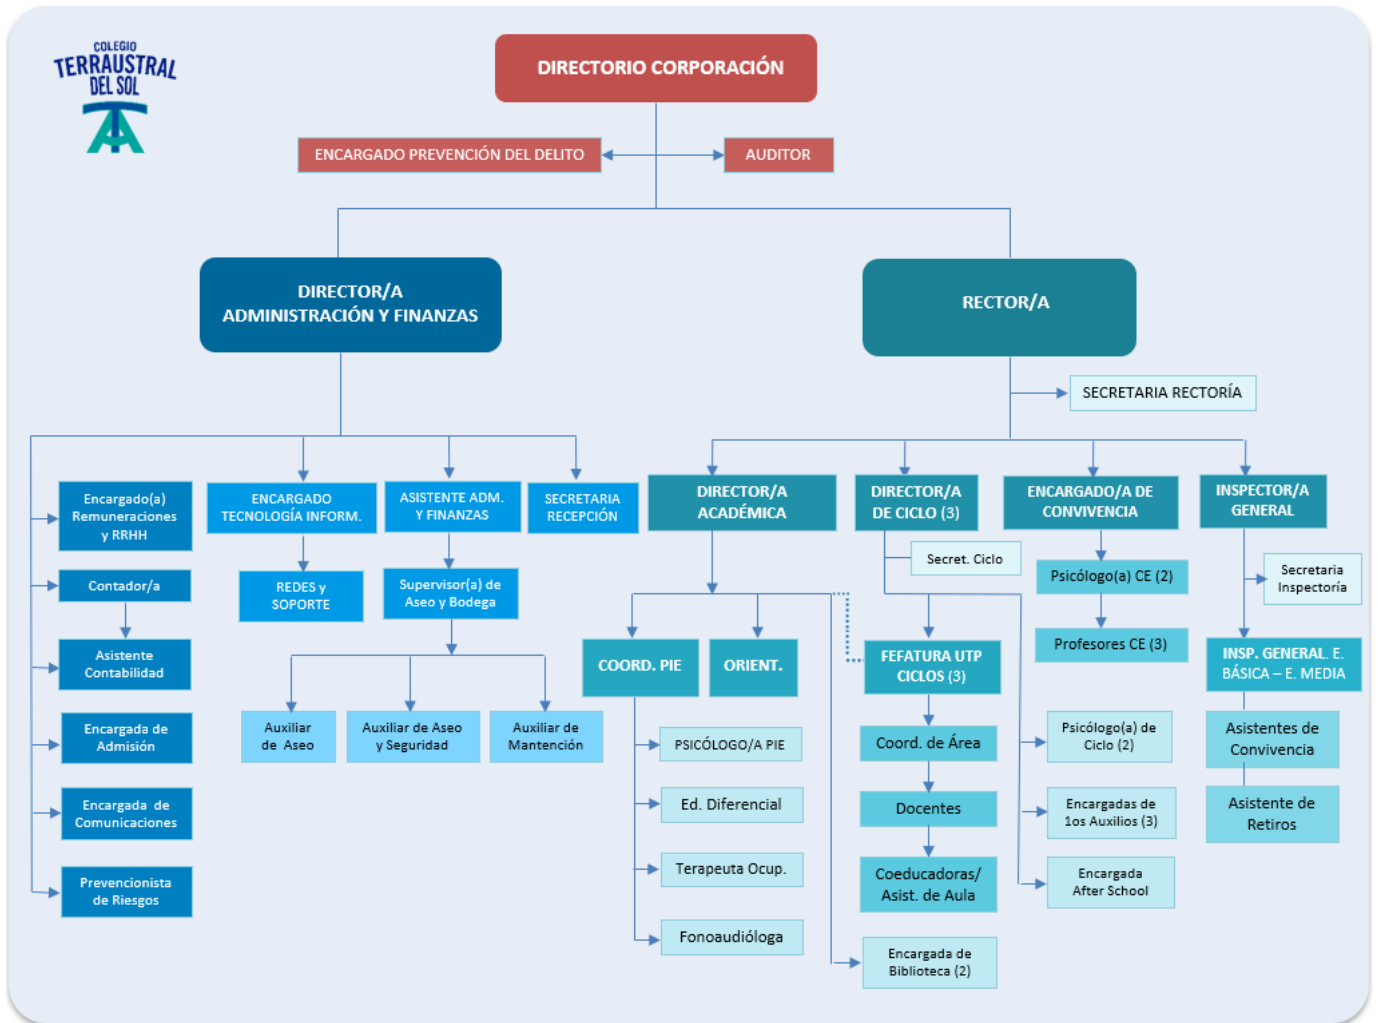 COLEGIO
TERRAUSTRAL
DEL SOL
DIRECTORIO CORPORACIÓN
ENCARGADO PREVENCIÓN DEL DELITO
AUDITOR
DIRECTOR/A
ADMINISTRACIÓN Y FINANZAS
RECTOR/A
SECRETARIA RECTORÍA
Encargado(a)
Remuneraciones
y RRHH
Contador/a
Asistente
Contabilidad
Encargada de
Admisión
Encargada de
Comunicaciones
Prevencionista
de Riesgos
ENCARGADO
TECNOLOGÍA INFORM.
REDES y
SOPORTE
ASISTENTE ADM.
Y FINANZAS
Supervisor(a) de
Aseo y Bodega
Auxiliar
de Aseo
Auxiliar de Aseo
y Seguridad
Auxiliar de
Mantención
SECRETARIA
RECEPCIÓN
DIRECTOR/A
ACADÉMICA
COORD. PIE
ORIENT.
PSICÓLOGO/A PIE
Ed. Diferencial
Terapeuta Ocup.
Fonoaudióloga
DIRECTOR/A
DE CICLO (3)
Secret. Ciclo
FEFATURA UTP
CICLOS (3)
Coord. de Área
Docentes
Coeducadoras/
Asist. de Aula
Encargada de
Biblioteca (2)
ENCARGADO/A DE
CONVIVENCIA
Psicólogo(a) CE (2)
Profesores CE (3)
Psicólogo(a) de
Ciclo (2)
Encargadas de
1os Auxilios (3)
Encargada
After School
INSPECTOR/A
GENERAL
Secretaria
Inspectoría
INSP. GENERAL. E.
BÁSICA – E. MEDIA
Asistentes de
Convivencia
Asistente de
Retiros